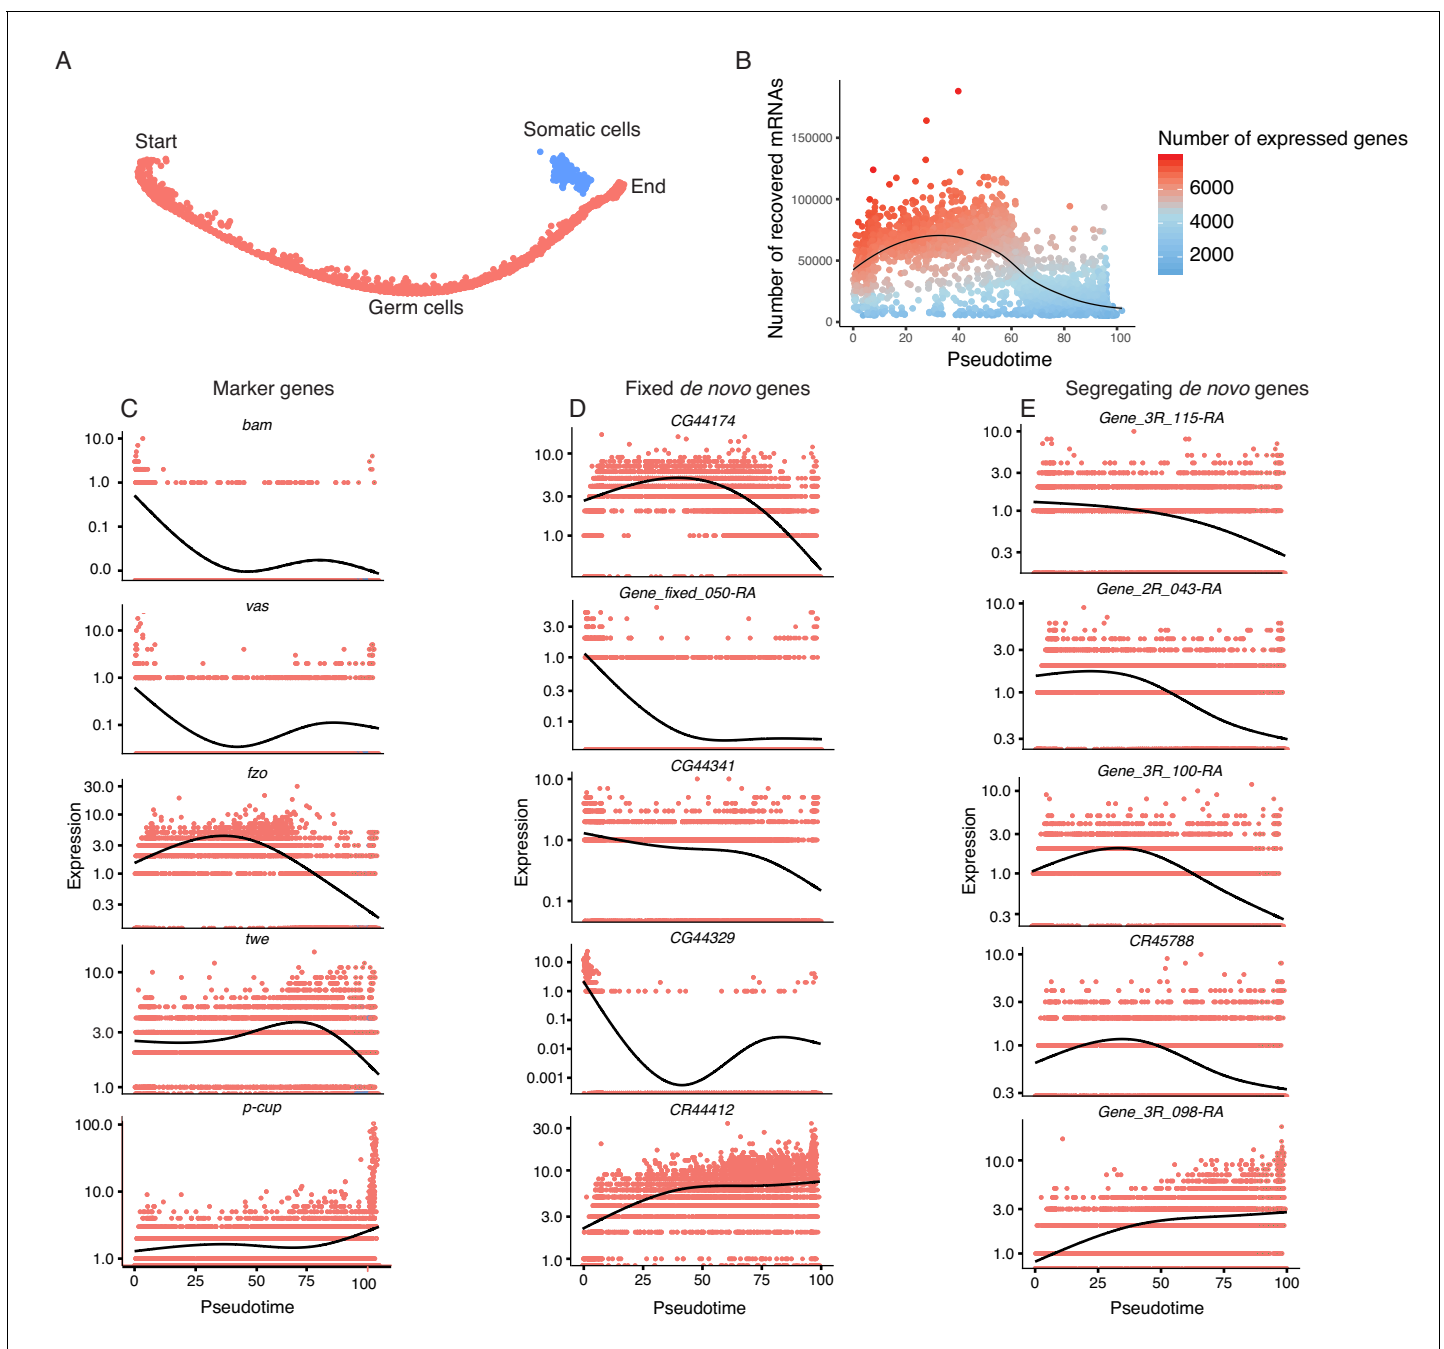 A
Start
Somatic cells
End
Germ cells
B
Number of recovered mRNAs
150000
100000
50000
0
0 20 40 60 80 100
Pseudotime
Number of expressed genes
6000
4000
2000
Marker genes
C
bam
10.0
1.0
0.1
0.0
vas
10.0
1.0
0.1
fzo
30.0
10.0
3.0
1.0
0.3
Expression
twe
10.0
3.0
1.0
p-cup
100.0
10.0
1.0
0 25 50 75 100
Pseudotime
Fixed de novo genes
D
CG44174
10.0
3.0
1.0
Gene_fixed_050-RA
3.0
1.0
0.3
0.1
CG44341
10.0
1.0
0.1
Expression
CG44329
10.0
1.0
0.1
0.01
0.001
CR44412
30.0
10.0
3.0
1.0
0 25 50 75 100
Pseudotime
Segregating de novo genes
E
Gene_3R_115-RA
10.0
3.0
1.0
0.3
Gene_2R_043-RA
10.0
3.0
1.0
0.3
Gene_3R_100-RA
10.0
3.0
1.0
0.3
Expression
CR45788
10.0
3.0
1.0
0.3
Gene_3R_098-RA
10.0
3.0
1.0
0 25 50 75 100
Pseudotime